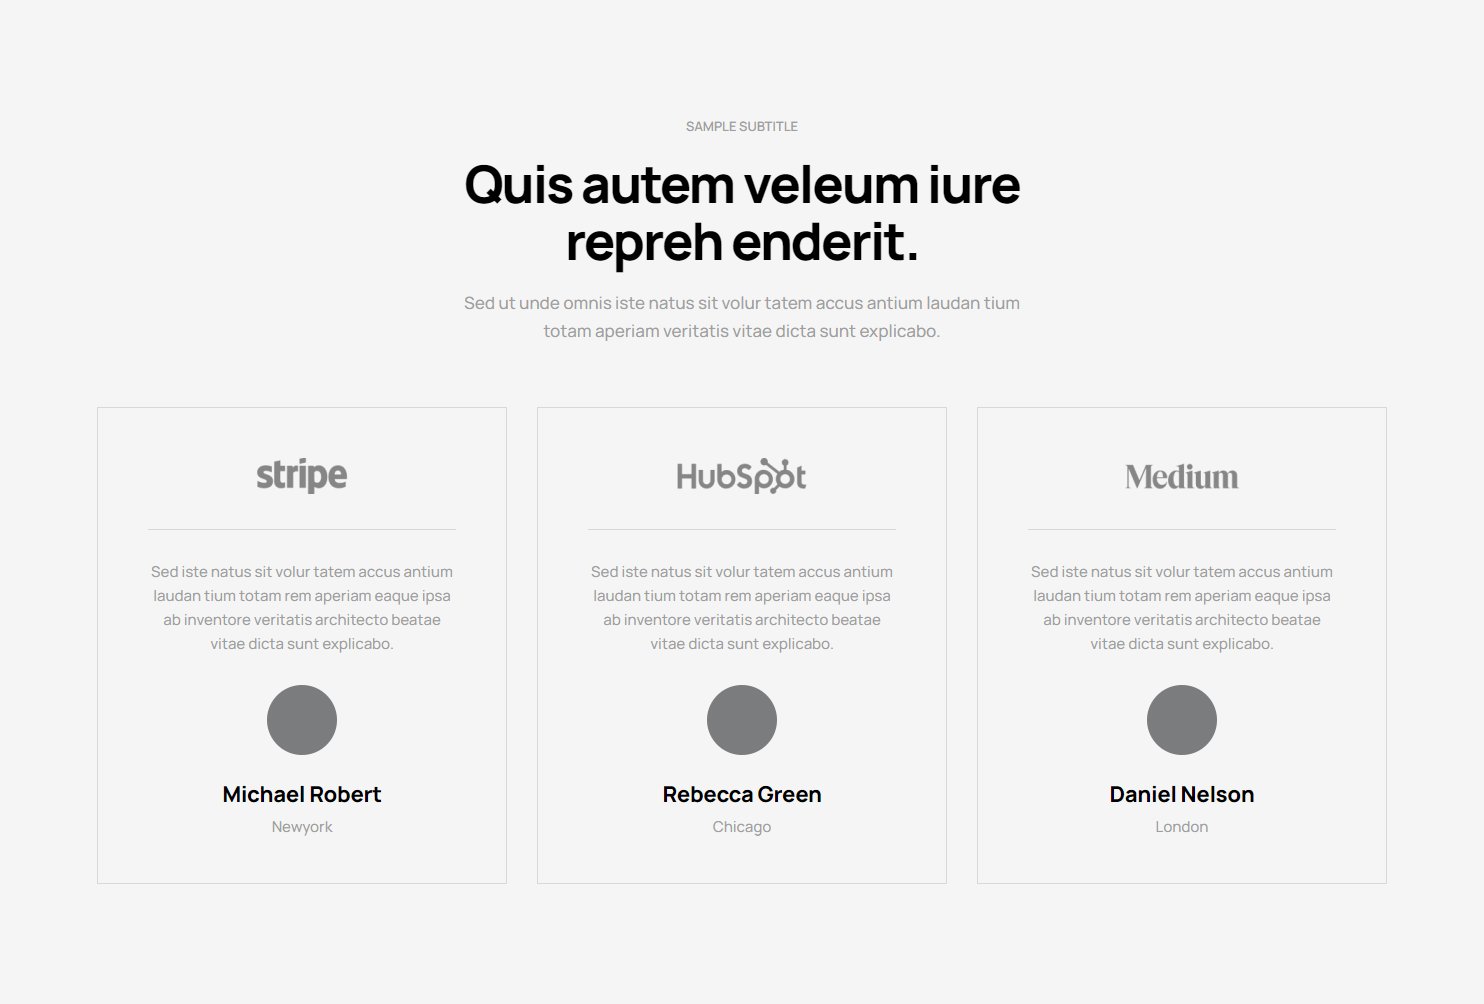 SAMPLE SUBTITLE
Quis autem veleum iure
repreh enderit.
Sed ut unde omnis iste natus sit volur tatem accus antium laudan tium
totam aperiam veritatis vitae dicta sunt explicabo.
stripe
Sed iste natus sit volur tatem accus antium
laudan tium totam rem aperiam eaque ipsa
ab inventore veritatis architecto beatae
vitae dicta sunt explicabo.
Michael Robert
Newyork
HubSpot
Sed iste natus sit volur tatem accus antium
laudan tium totam rem aperiam eaque ipsa
ab inventore veritatis architecto beatae
vitae dicta sunt explicabo.
Rebecca Green
Chicago
Medium
Sed iste natus sit volur tatem accus antium
laudan tium totam rem aperiam eaque ipsa
ab inventore veritatis architecto beatae
vitae dicta sunt explicabo.
Daniel Nelson
London